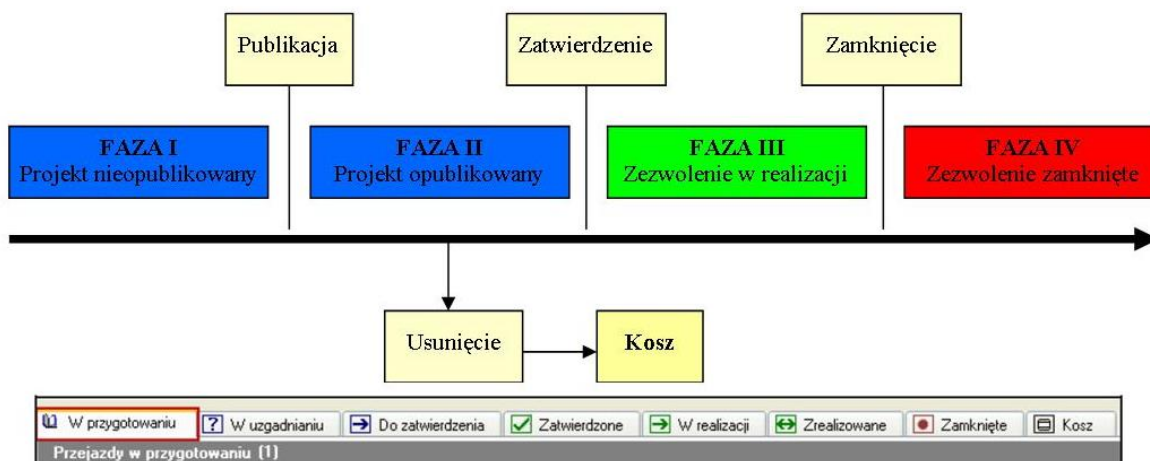 Publikacja
Zatwierdzenie
Zamknięcie
FAZA I
Projekt nieopublikowany
FAZA II
Projekt opublikowany
FAZA III
Zezwolenie w realizacji
FAZA IV
Zezwolenie zamknięte
Usunięcie
Kosz
W przygotowaniu ? W uzgadnianiu Do zatwierdzenia Zatwierdzone W realizacji Zrealizowane Zamknięte Kosz
Przejazdy w przygotowaniu (1)